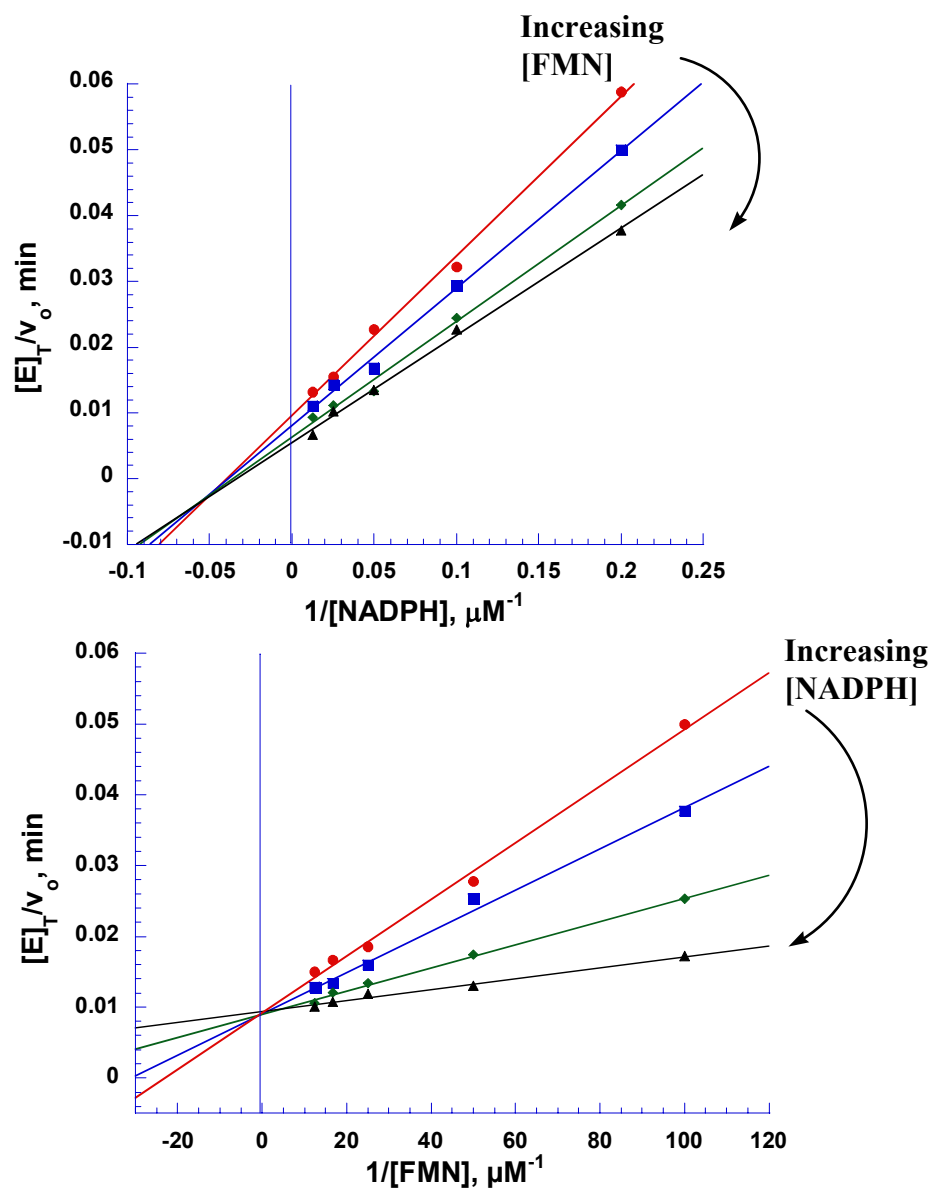 Increasing
[FMN]
0.06
0.05
0.04
0.03
0.02
0.01
0
-0.01
[E]T/vo, min
-0.1 -0.05 0 0.05 0.1 0.15 0.2 0.25
1/[NADPH], μM-1
Increasing
[NADPH]
0.06
0.05
0.04
0.03
0.02
0.01
0
[E]T/vo, min
-20 0 20 40 60 80 100 120
1/[FMN], µM-1